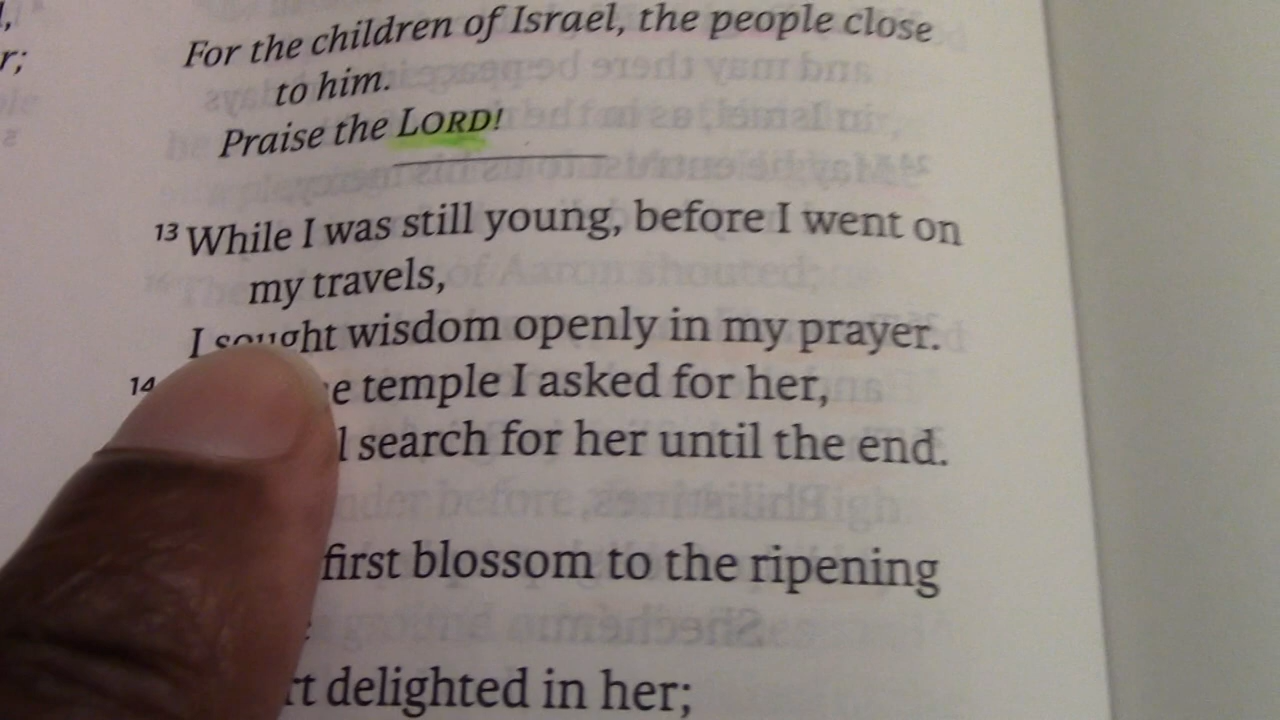 For the children of Israel, the people close
to him.
Praise the LORD!
13 While I was still young, before I went on
my travels,
I sought wisdom openly in my prayer.
14 temple I asked for her,
search for her until the end.
first blossom to the ripening
delighted in her;